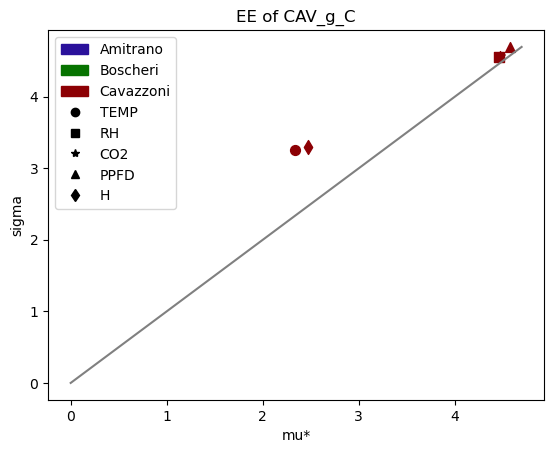 EE of CAV_g_C
Amitrano
Boscheri
Cavazzoni
TEMP
RH
CO2
PPFD
H
sigma
4
3
2
1
0
0 1 2 3 4
mu*